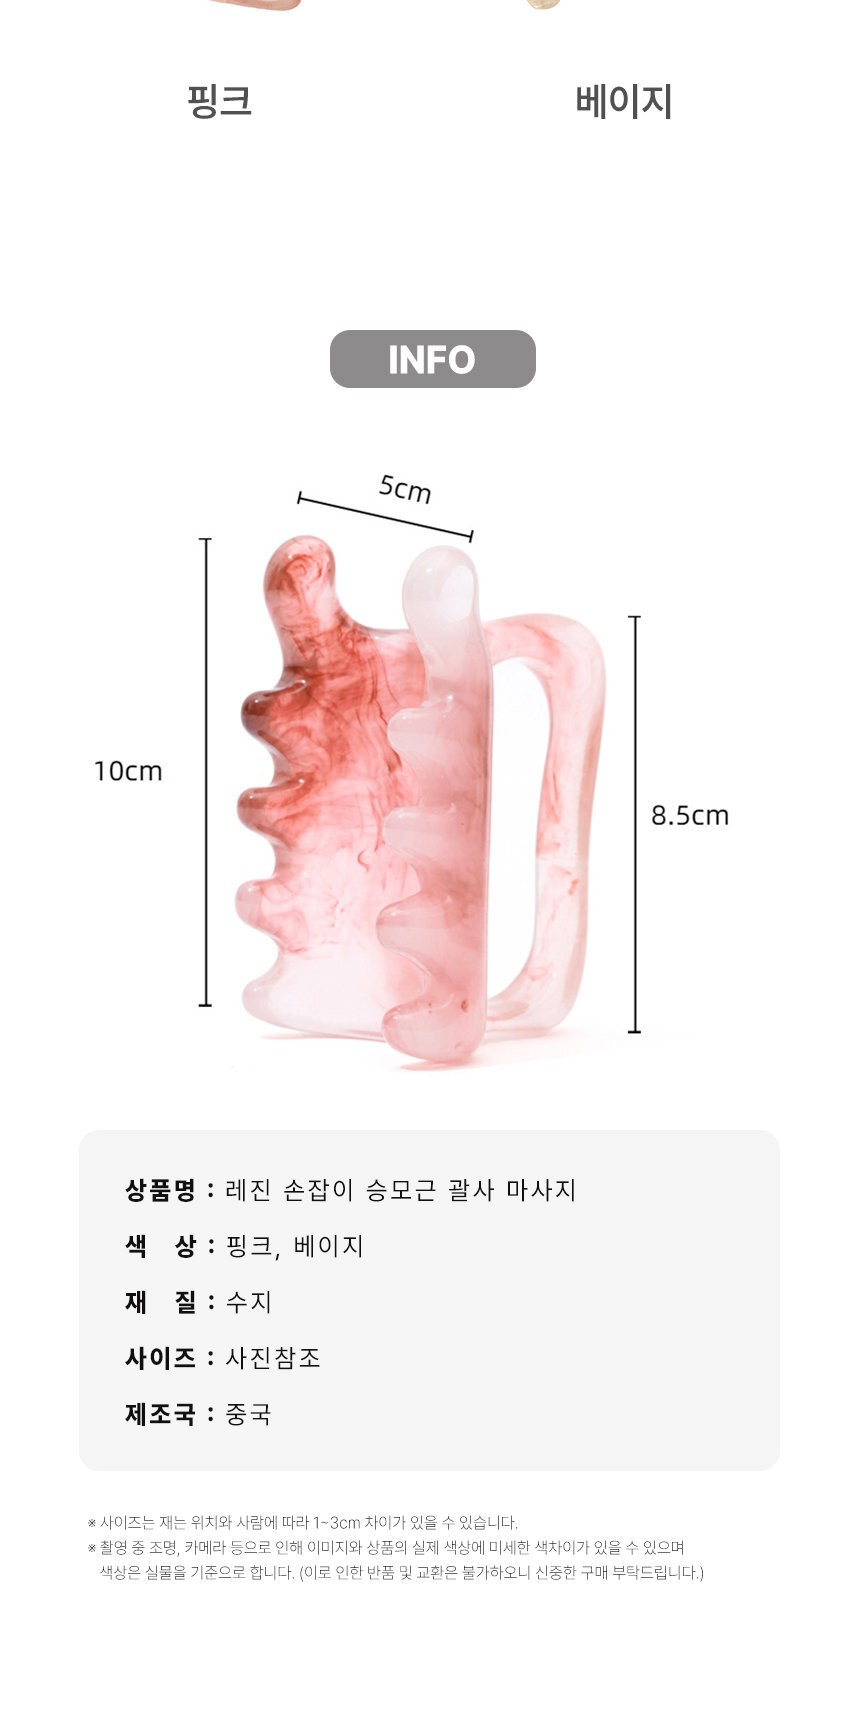 핑크
베이지
INFO
5cm
10cm
8.5cm
상품명 : 레진 손잡이 승모근 괄사 마사지
색 상 : 핑크, 베이지
재 질 : 수지
사이즈 : 사진참조
제조국 : 중국
※ 사이즈는 재는 위치와 사람에 따라 1~3cm 차이가 있을 수 있습니다.
※ 촬영 중 조명, 카메라 등으로 인해 이미지와 상품의 실제 색상에 미세한 색차이가 있을 수 있으며
색상은 실물을 기준으로 합니다. (이로 인한 반품 및 교환은 불가하오니 신중한 구매 부탁드립니다.)